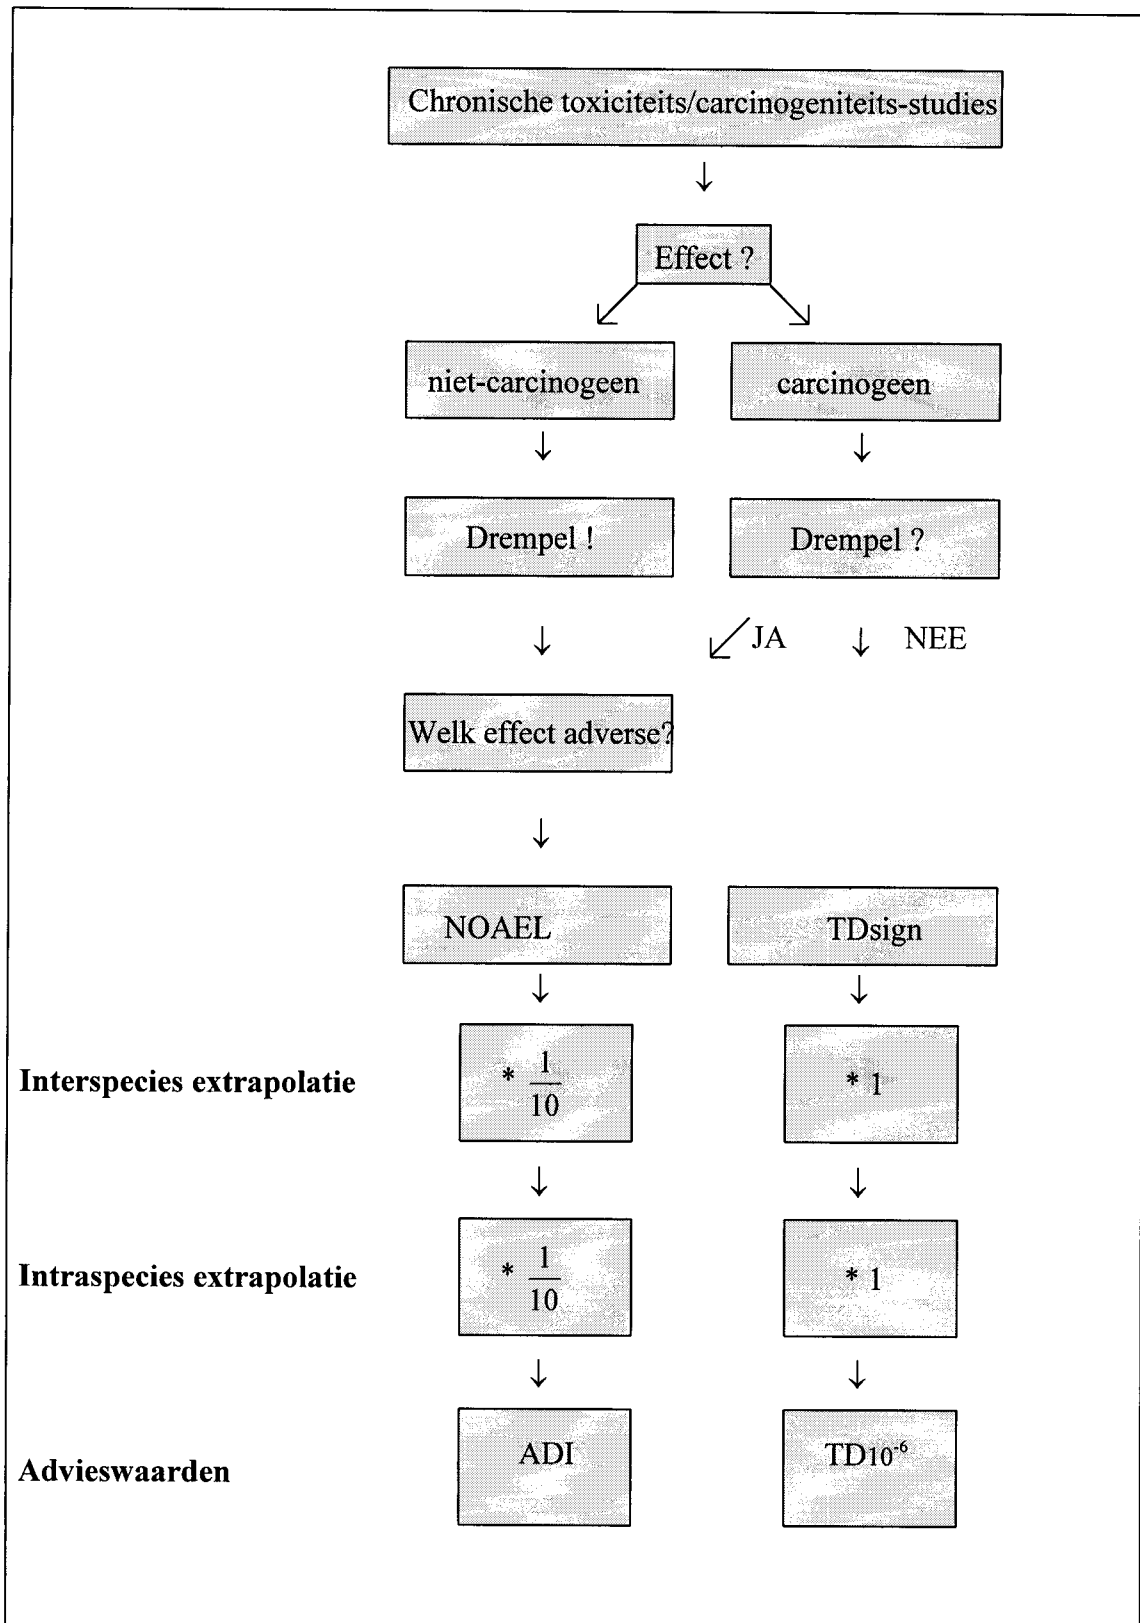 Chronische toxiciteits/carcinogeniteits-studies
↓
Effect ?
niet-carcinogeen
carcinogeen
↓ ↓
Drempel !
Drempel ?
↓ JA ↓ NEE
Welk effect adverse?
↓
NOAEL
TDsign
↓ ↓
Interspecies extrapolatie
* 1/10
* 1
↓ ↓
Intraspecies extrapolatie
* 1/10
* 1
↓ ↓
Advieswaarden
ADI
TD10⁻⁶